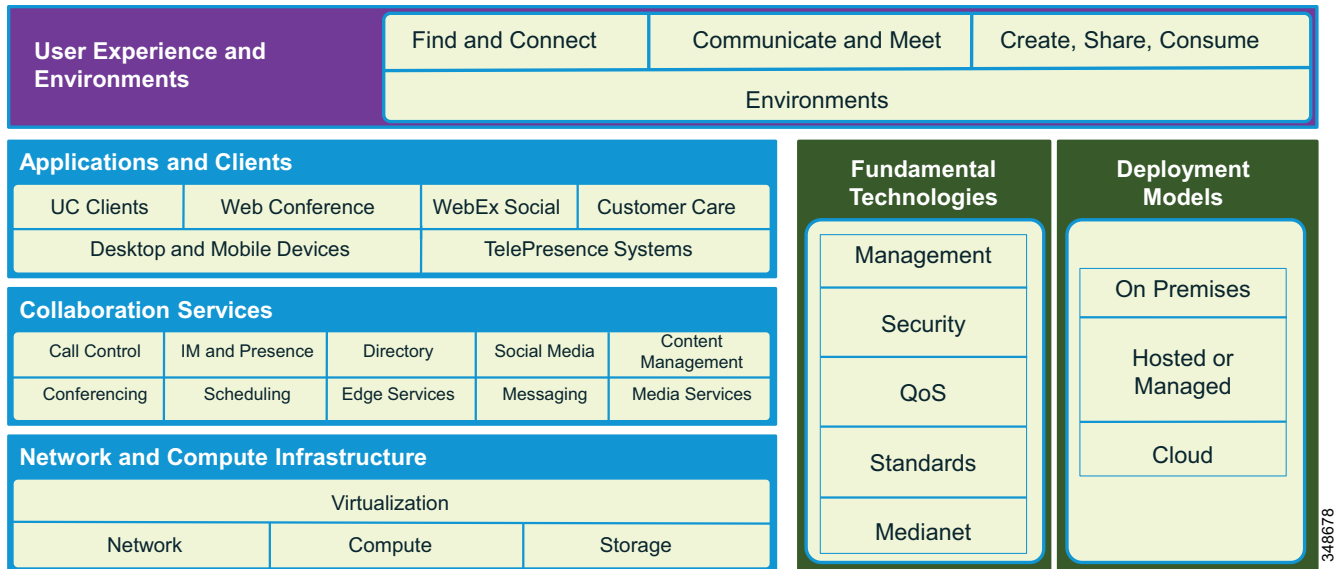 User Experience and
Environments
Find and Connect
Communicate and Meet
Create, Share, Consume
Environments
Applications and Clients
UC Clients
Web Conference
WebEx Social
Customer Care
Desktop and Mobile Devices
TelePresence Systems
Collaboration Services
Call Control
IM and Presence
Directory
Social Media
Content
Management
Conferencing
Scheduling
Edge Services
Messaging
Media Services
Network and Compute Infrastructure
Virtualization
Network
Compute
Storage
Fundamental
Technologies
Management
Security
QoS
Standards
Medianet
Deployment
Models
On Premises
Hosted or
Managed
Cloud
348678